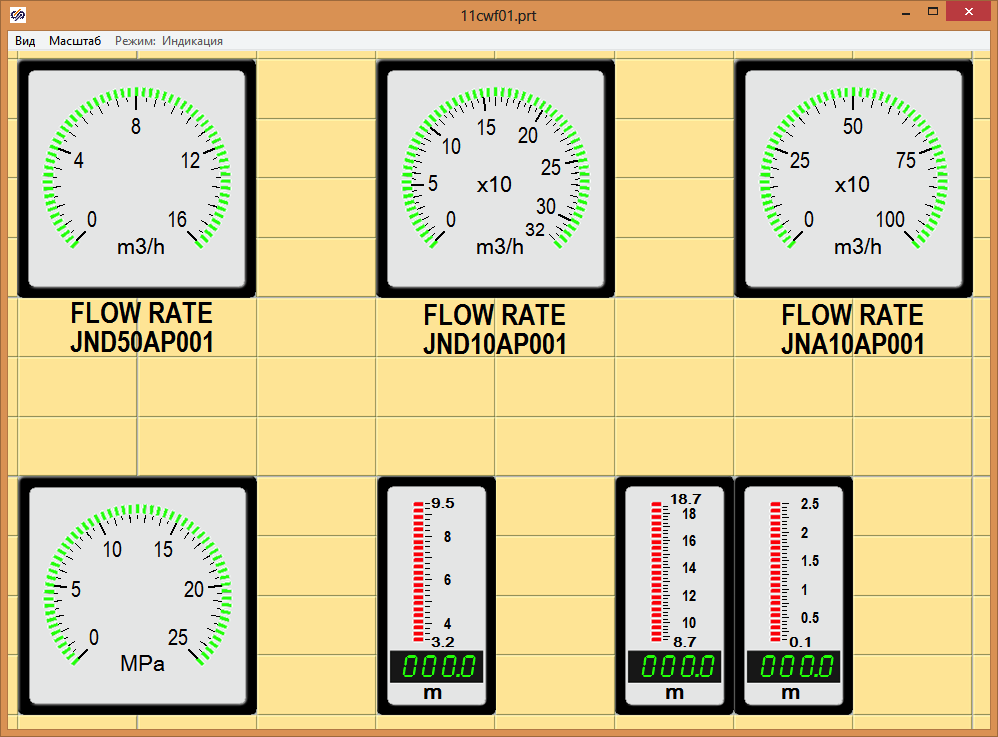 11cwf01.prt
Вид Масштаб Режим: Индикация
0 4 8 12 16
m3/h
FLOW RATE
JND50AP001
0 5 10 15 20 25 30 32
x10
m3/h
FLOW RATE
JND10AP001
0 25 50 75 100
x10
m3/h
FLOW RATE
JNA10AP001
0 5 10 15 20 25
MPa
9.5
8
6
4
3.2
000.0
m
18.7
18
16
14
12
10
8.7
000.0
m
2.5
2
1.5
1
0.5
0.1
000.0
m